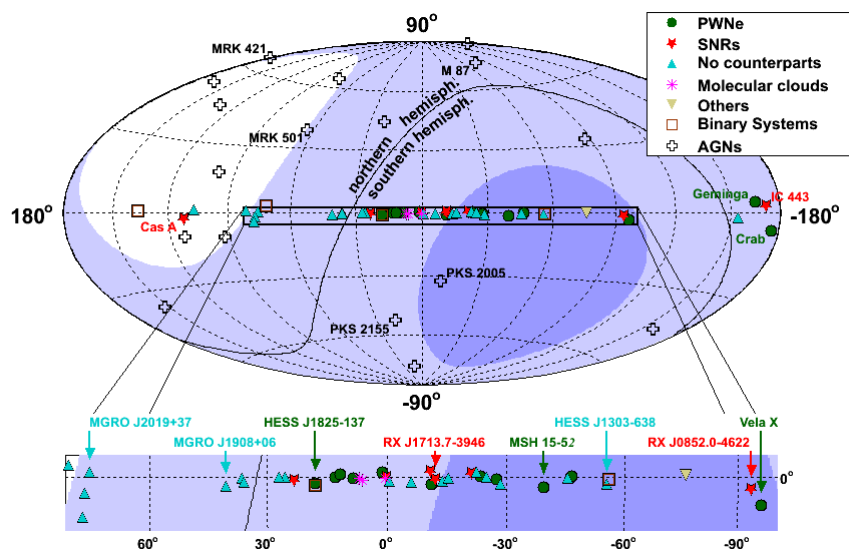 90°
PWNe
SNRs
No counterparts
Molecular clouds
Others
Binary Systems
AGNs
MRK 421
M 87
MRK 501
northern hemisph.
southern hemisph.
Geminga
IC 443
180°
-180°
Cas A
Crab
PKS 2005
PKS 2155
-90°
MGRO J2019+37
HESS J1825-137
HESS J1303-638
Vela X
MGRO J1908+06
RX J1713.7-3946
MSH 15-52
RX J0852.0-4622
0°
60°
30°
0°
-30°
-60°
-90°